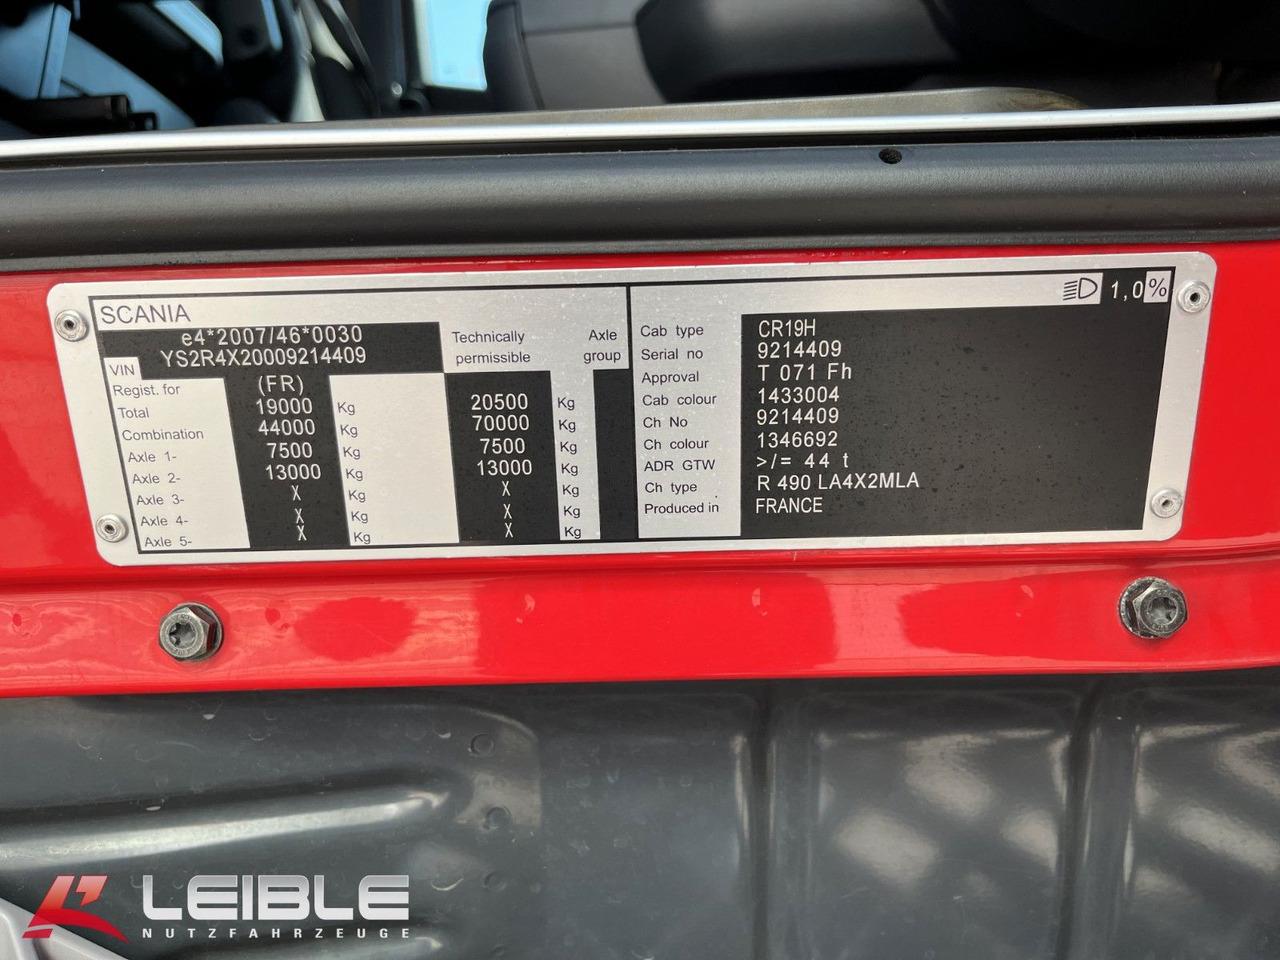 SCANIA
e4*2007/46*0030
VIN YS2R4X20009214409
Technically permissible
Axle group
Regist. for (FR)
Total 19000 Kg 20500 Kg
Combination 44000 Kg 70000 Kg
Axle 1- 7500 Kg 7500 Kg
Axle 2- 13000 Kg 13000 Kg
Axle 3- X Kg X Kg
Axle 4- X Kg X Kg
Axle 5- X Kg X Kg
1,0%
Cab type CR19H
Serial no 9214409
Approval T 071 Fh
Cab colour 1433004
Ch No 9214409
Ch colour 1346692
ADR GTW >/= 44 t
Ch type R 490 LA4X2MLA
Produced in FRANCE
LEIBLE
NUTZFAHRZEUGE